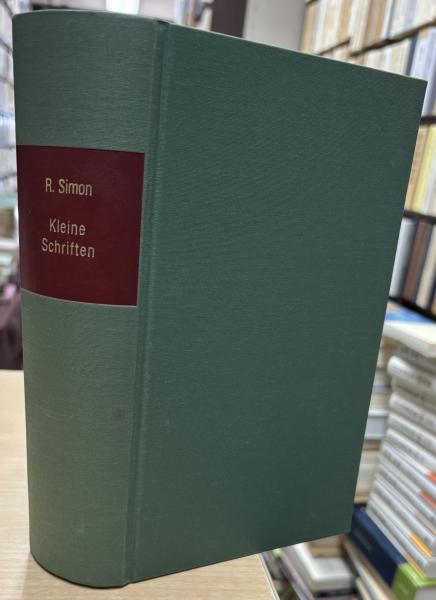 R. Simon
Kleine
Schriften